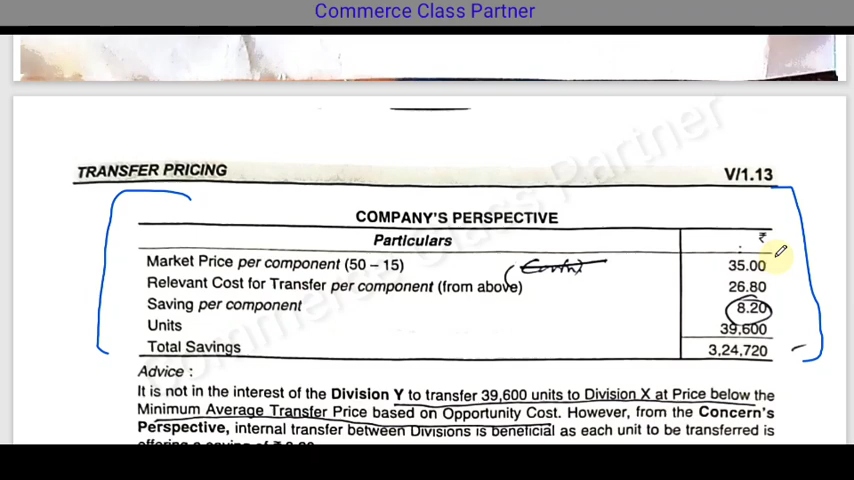 Commerce Class Partner
TRANSFER PRICING V/1.13
COMPANY'S PERSPECTIVE
Particulars ₹
Market Price per component (50 – 15) 35.00
Relevant Cost for Transfer per component (from above) 26.80
Saving per component 8.20
Units 39,600
Total Savings 3,24,720
Advice :
It is not in the interest of the Division Y to transfer 39,600 units to Division X at Price below the
Minimum Average Transfer Price based on Opportunity Cost. However, from the Concern's
Perspective, internal transfer between Divisions is beneficial as each unit to be transferred is
Commerce Class Partner